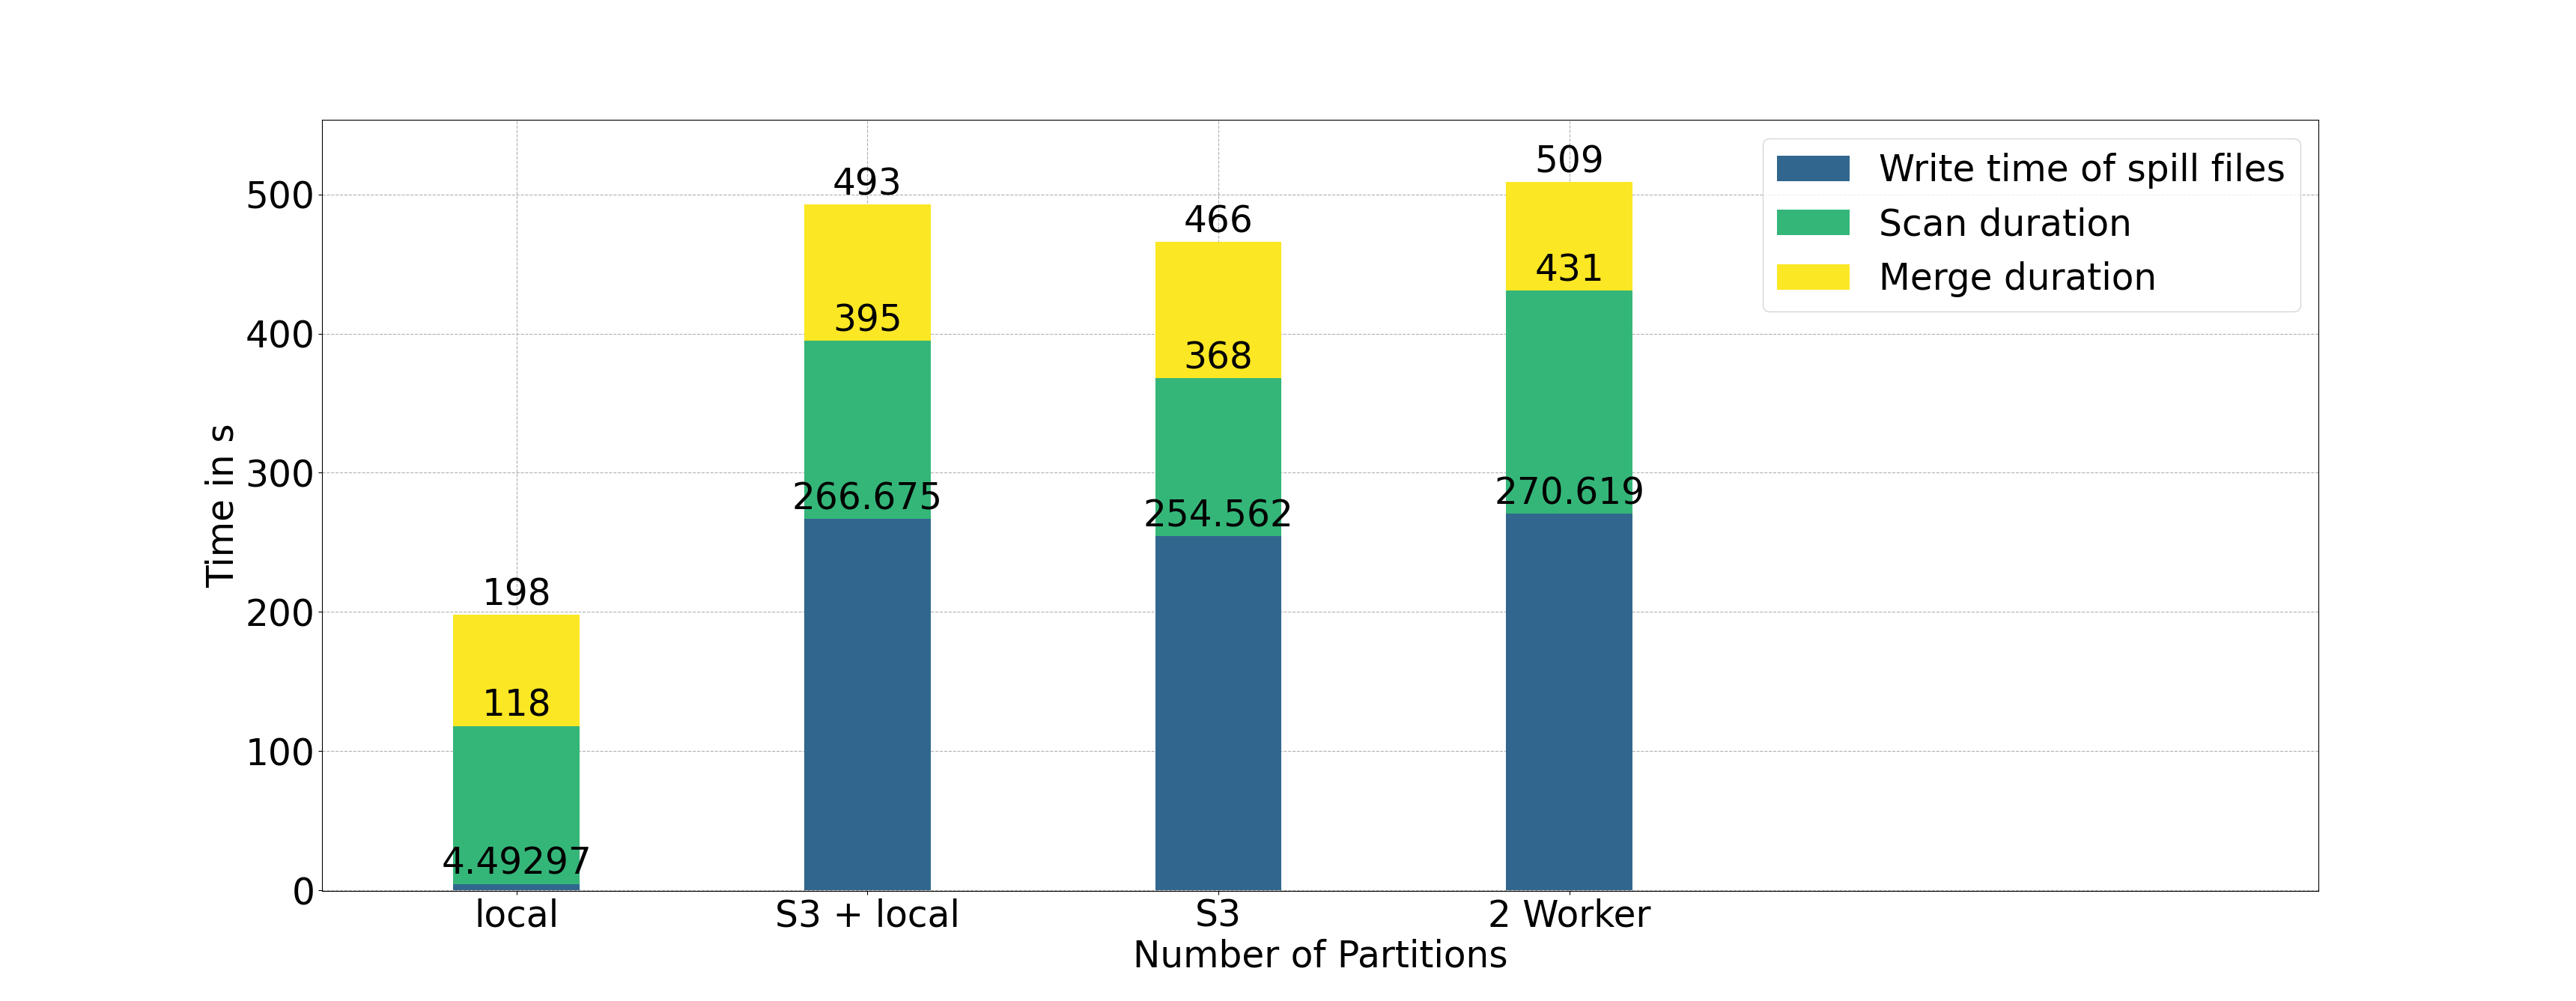 509
493
466
431
395
368
270.619
266.675
254.562
198
118
4.49297
500
400
300
200
100
0
Time in s
Write time of spill files
Scan duration
Merge duration
local
S3 + local
S3
2 Worker
Number of Partitions